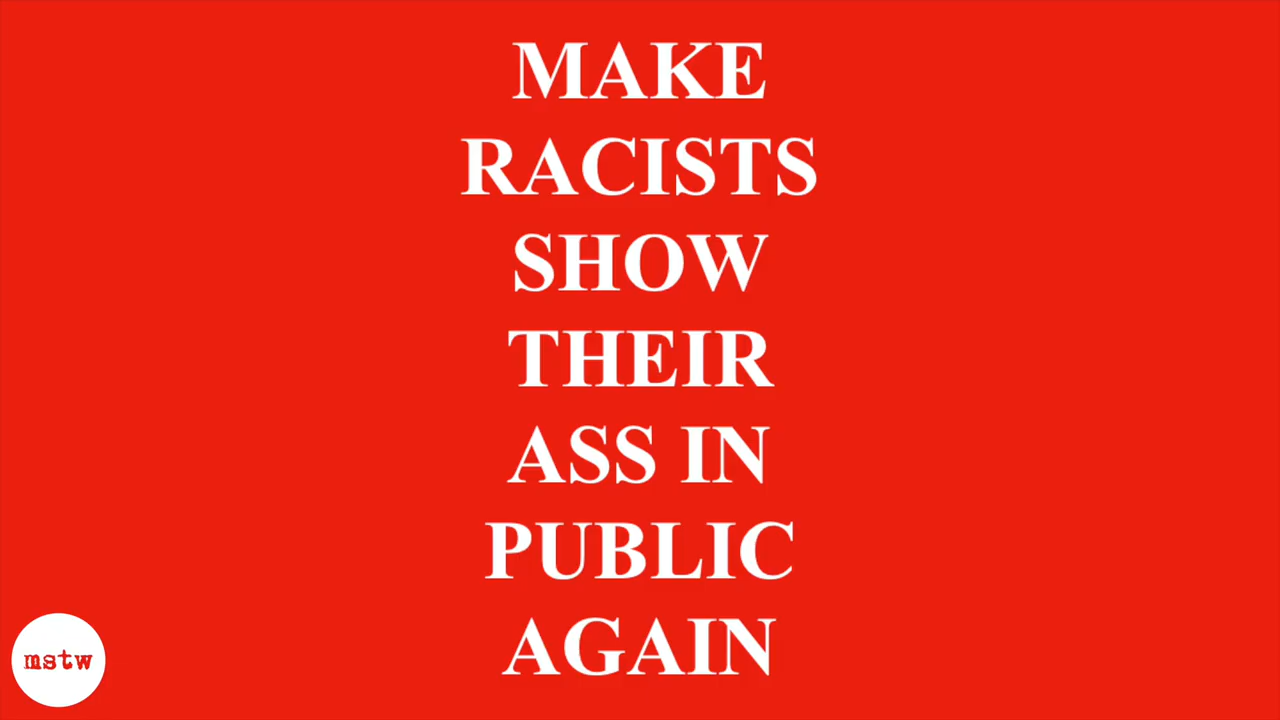 MAKE
RACISTS
SHOW
THEIR
ASS IN
PUBLIC
AGAIN
mstw